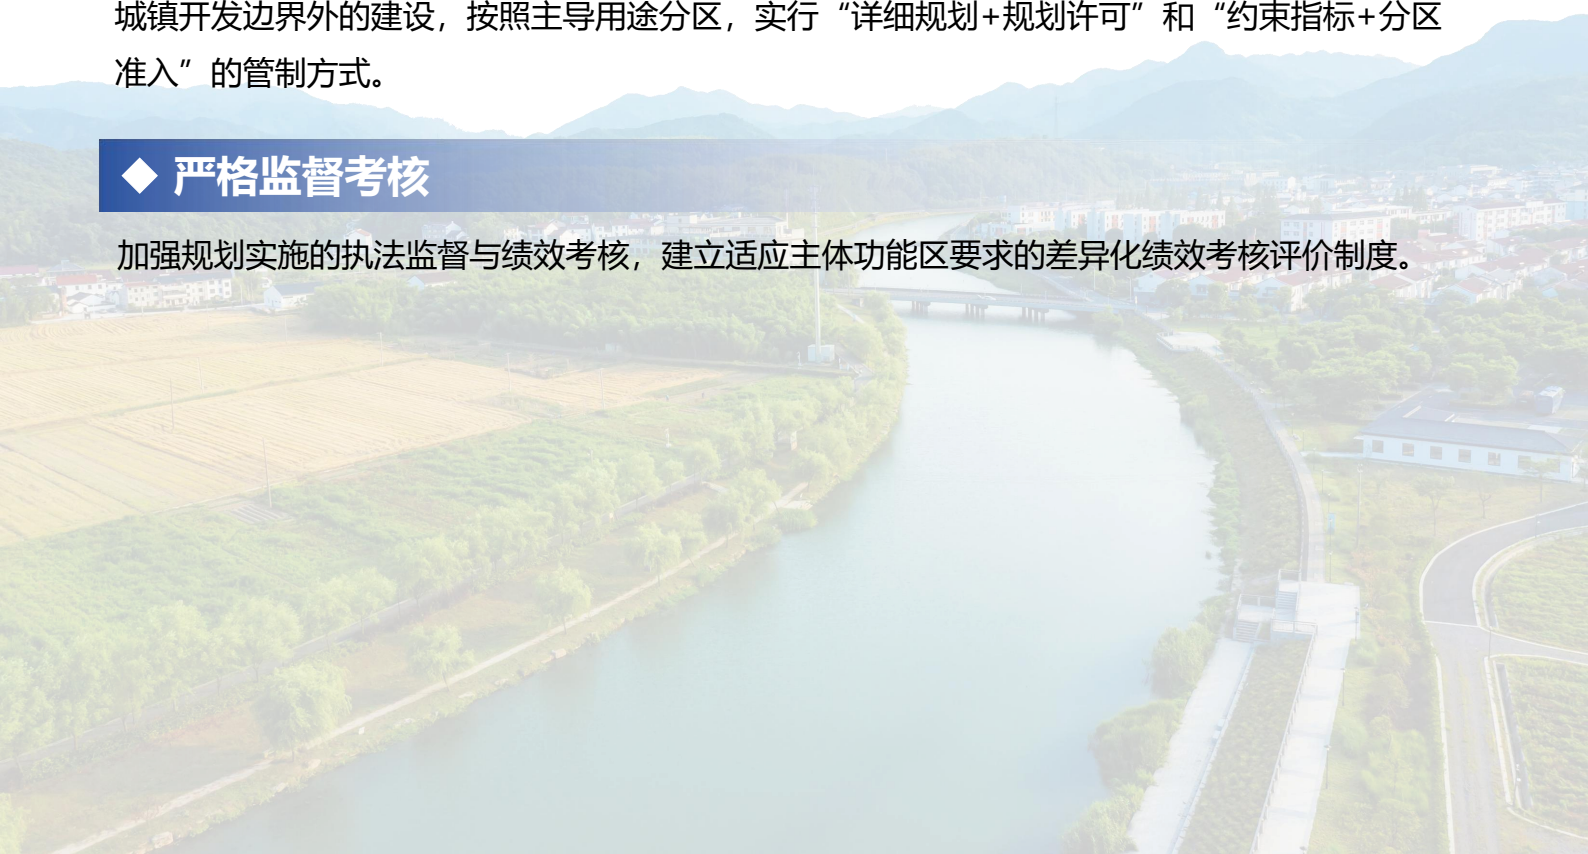 城镇开发边界外的建设，按照主导用途分区，实行“详细规划+规划许可”和“约束指标+分区
准入”的管制方式。
◆ 严格监督考核
加强规划实施的执法监督与绩效考核，建立适应主体功能区要求的差异化绩效考核评价制度。